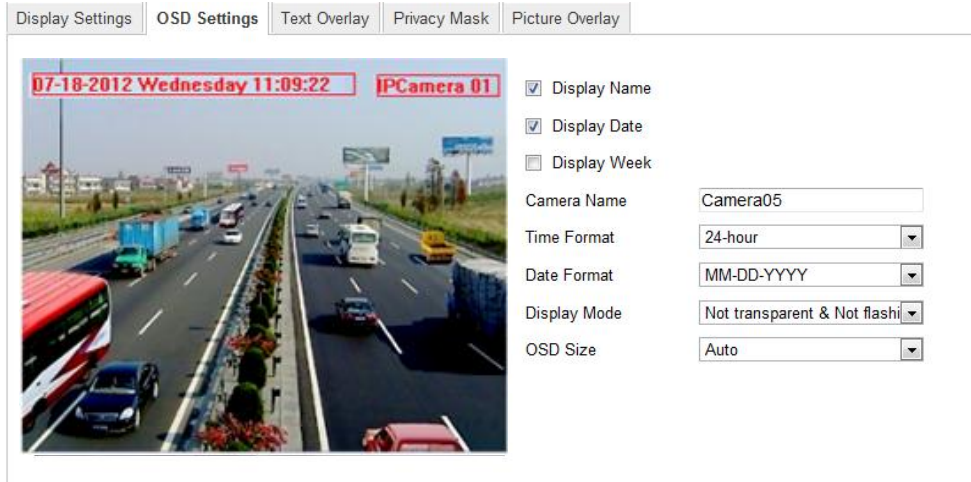 Display Settings OSD Settings Text Overlay Privacy Mask Picture Overlay
07-18-2012 Wednesday 11:09:22 IPCamera 01
Display Name
Display Date
Display Week
Camera Name Camera05
Time Format 24-hour
Date Format MM-DD-YYYY
Display Mode Not transparent & Not flashi
OSD Size Auto